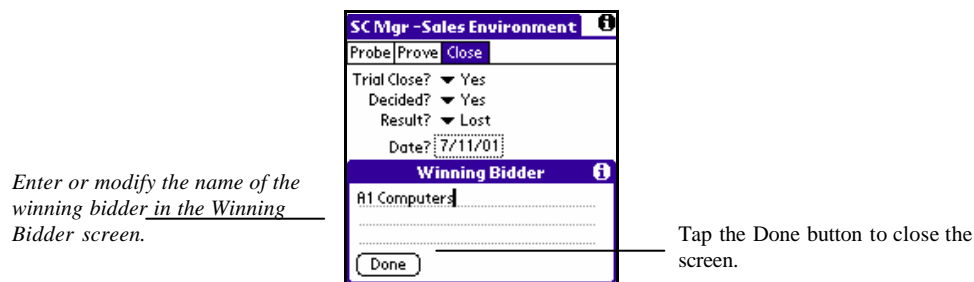 SC Mgr -Sales Environment
Probe Prove Close
Trial Close? Yes
Decided? Yes
Result? Lost
Date? 7/11/01
Winning Bidder
A1 Computers
Done
Enter or modify the name of the
winning bidder in the Winning
Bidder screen.
Tap the Done button to close the
screen.